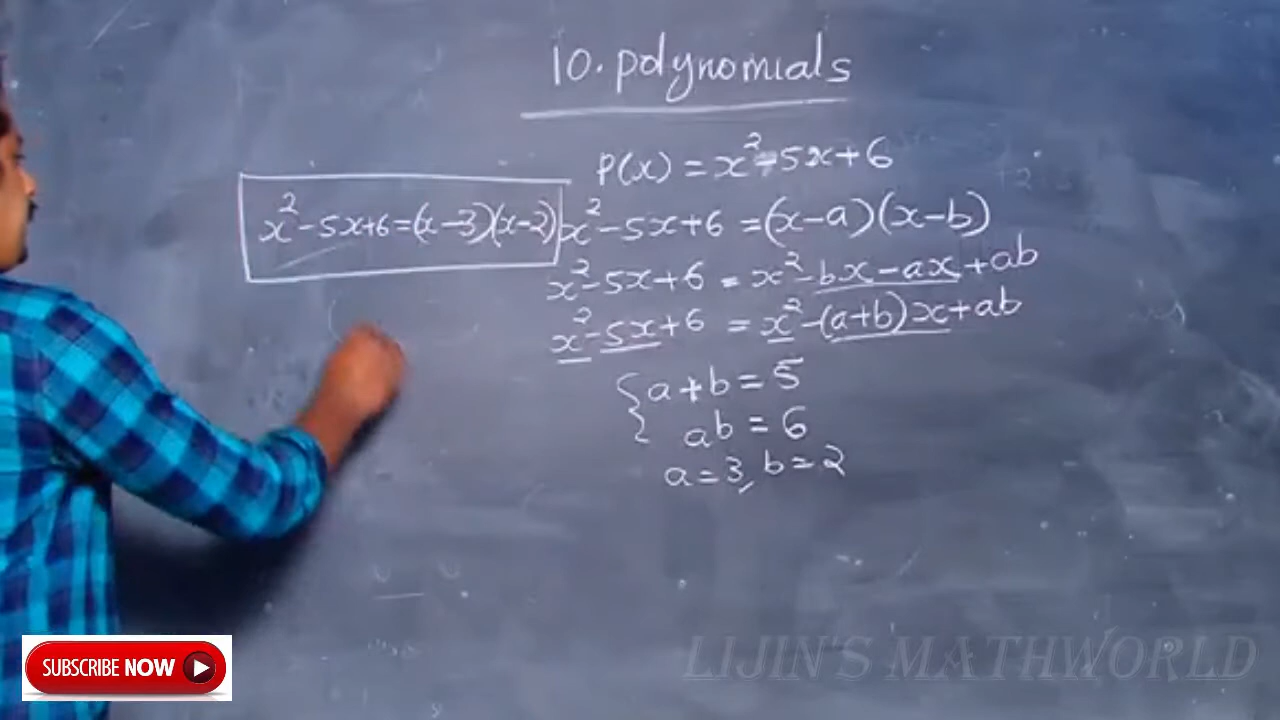 10. polynomials
P(x) = x² - 5x + 6
x² - 5x + 6 = (x - 3)(x - 2)
x² - 5x + 6 = (x - a)(x - b)
x² - 5x + 6 = x² - bx - ax + ab
x² - 5x + 6 = x² - (a + b)x + ab
{ a + b = 5
ab = 6
a = 3, b = 2
SUBSCRIBE NOW
LIJIN'S MATHWORLD